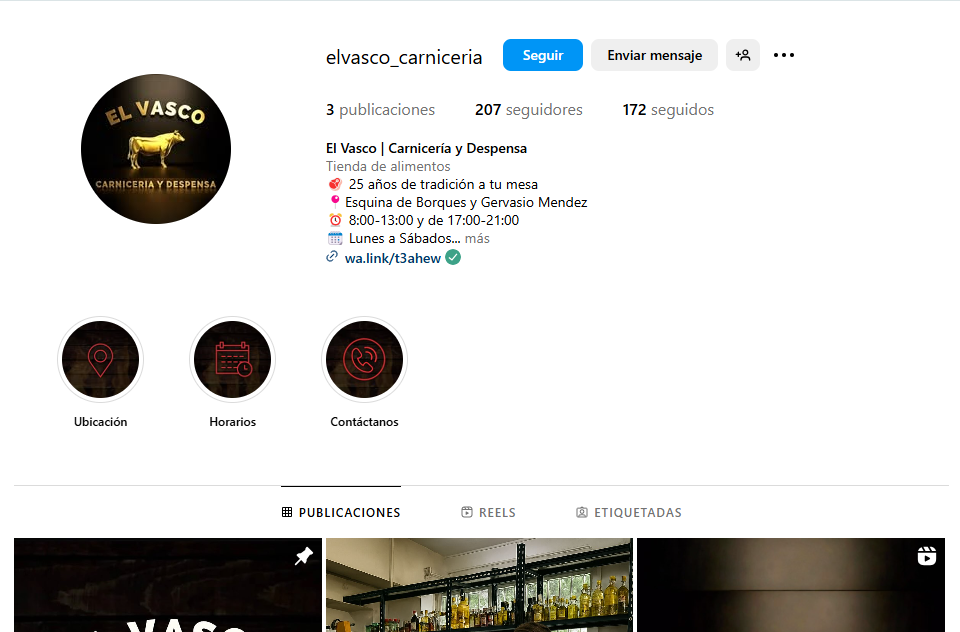 elvasco_carniceria
Seguir
Enviar mensaje
3 publicaciones
207 seguidores
172 seguidos
EL VASCO
CARNICERÍA Y DESPENSA
El Vasco | Carnicería y Despensa
Tienda de alimentos
🥩 25 años de tradición a tu mesa
📍 Esquina de Borques y Gervasio Mendez
⏰ 8:00-13:00 y de 17:00-21:00
🗓️ Lunes a Sábados... más
wa.link/t3ahew
Ubicación
Horarios
Contáctanos
PUBLICACIONES
REELS
ETIQUETADAS
EL VASCO